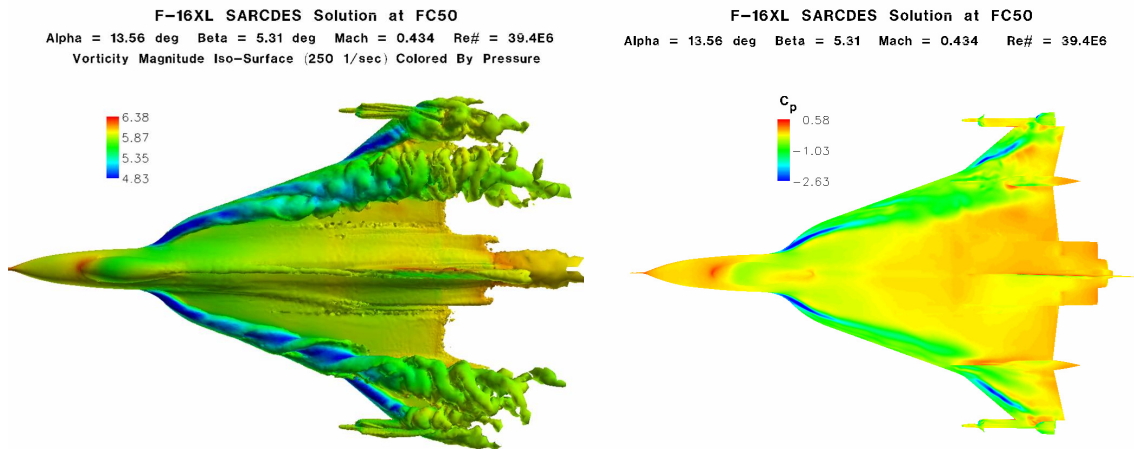 F-16XL SARCDES Solution at FC50
Alpha = 13.56 deg Beta = 5.31 deg Mach = 0.434 Re# = 39.4E6
Vorticity Magnitude Iso-Surface (250 1/sec) Colored By Pressure
6.38
5.87
5.35
4.83
F-16XL SARCDES Solution at FC50
Alpha = 13.56 deg Beta = 5.31 Mach = 0.434 Re# = 39.4E6
Cp
0.58
-1.03
-2.63